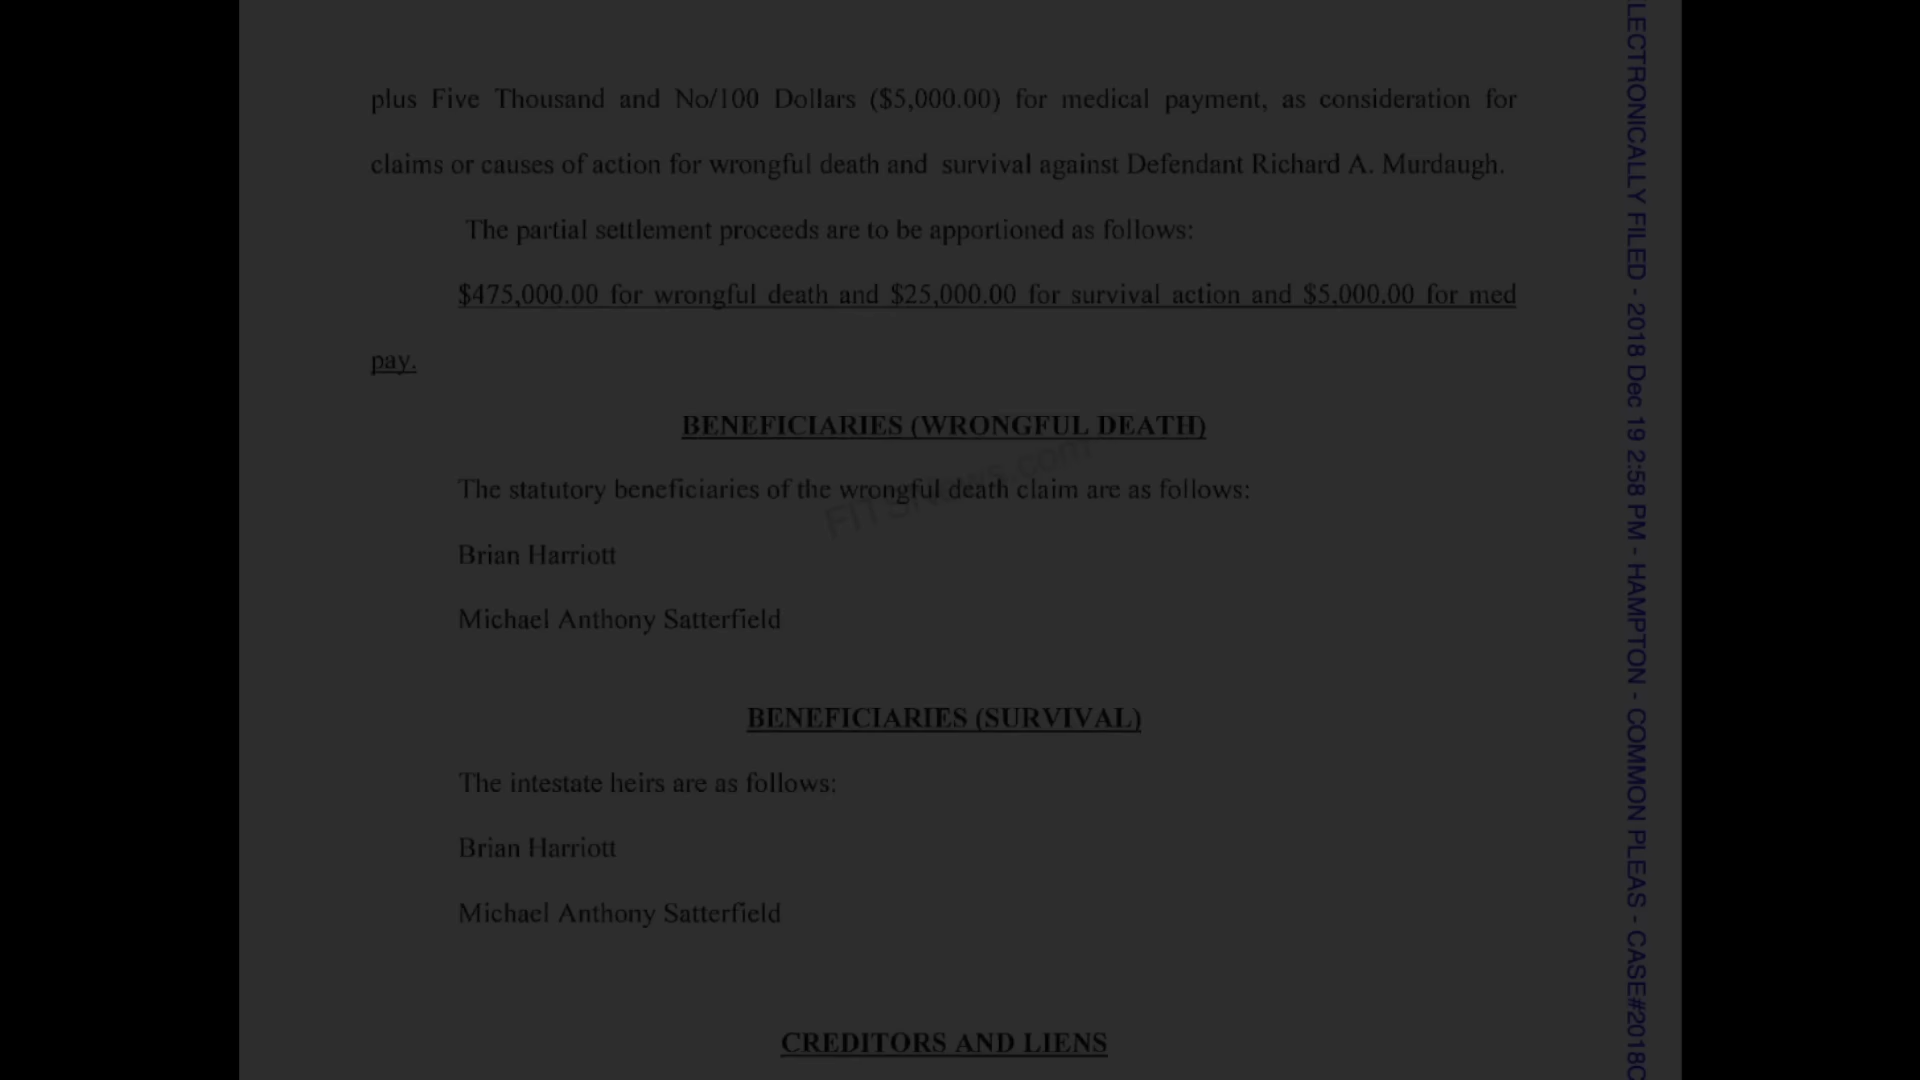 plus Five Thousand and No/100 Dollars ($5,000.00) for medical payment, as consideration for
claims or causes of action for wrongful death and survival against Defendant Richard A. Murdaugh.
The partial settlement proceeds are to be apportioned as follows:
$475,000.00 for wrongful death and $25,000.00 for survival action and $5,000.00 for med
pay.
BENEFICIARIES (WRONGFUL DEATH)
The statutory beneficiaries of the wrongful death claim are as follows:
FITSNews.com
Brian Harriott
Michael Anthony Satterfield
BENEFICIARIES (SURVIVAL)
The intestate heirs are as follows:
Brian Harriott
Michael Anthony Satterfield
CREDITORS AND LIENS
LECTRONICALLY FILED - 2018 Dec 19 2:58 PM - HAMPTON - COMMON PLEAS - CASE#2018C